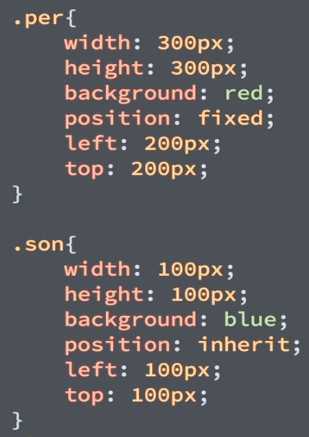 .per{
    width: 300px;
    height: 300px;
    background: red;
    position: fixed;
    left: 200px;
    top: 200px;
}

.son{
    width: 100px;
    height: 100px;
    background: blue;
    position: inherit;
    left: 100px;
    top: 100px;
}